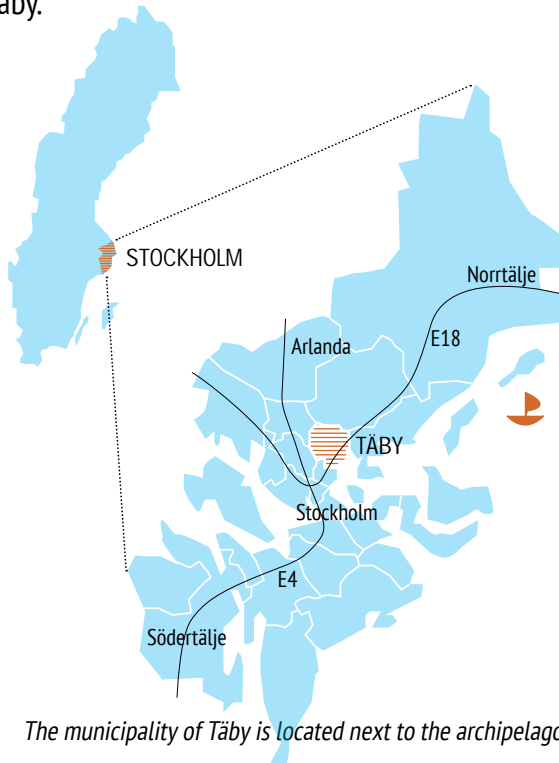 STOCKHOLM
Norrtälje
Arlanda
E18
TÄBY
Stockholm
E4
Södertälje
The municipality of Täby is located next to the archipelago